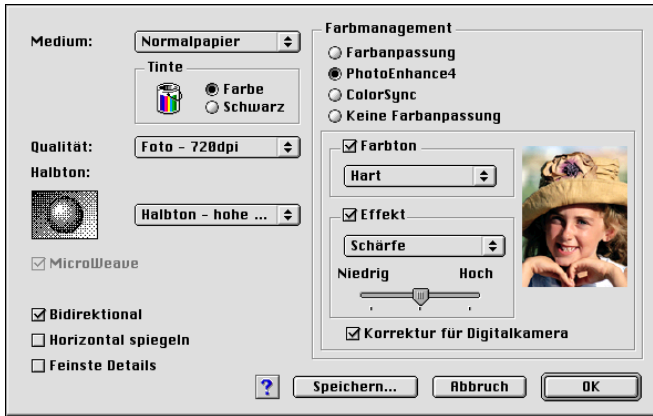 Medium:
Normalpapier
Tinte
Farbe
Schwarz
Qualität:
Foto - 720dpi
Halbton:
Halbton - hohe ...
MicroWeave
Bidirektional
Horizontal spiegeln
Feinste Details
Farbmanagement
Farbanpassung
PhotoEnhance4
ColorSync
Keine Farbanpassung
Farbton
Hart
Effekt
Schärfe
Niedrig Hoch
Korrektur für Digitalkamera
? Speichern... Abbruch OK